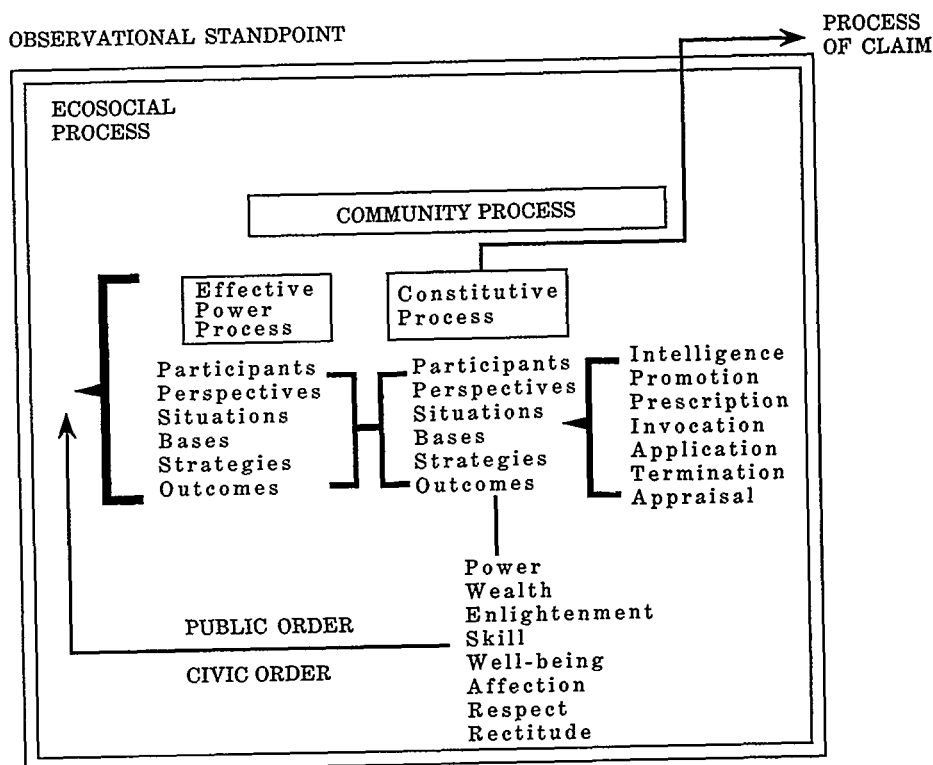 OBSERVATIONAL STANDPOINT
PROCESS
OF CLAIM
ECOSOCIAL
PROCESS
COMMUNITY PROCESS
Effective
Power
Process
Constitutive
Process
Participants
Perspectives
Situations
Bases
Strategies
Outcomes
Participants
Perspectives
Situations
Bases
Strategies
Outcomes
Intelligence
Promotion
Prescription
Invocation
Application
Termination
Appraisal
Power
Wealth
Enlightenment
Skill
Well-being
Affection
Respect
Rectitude
PUBLIC ORDER
CIVIC ORDER